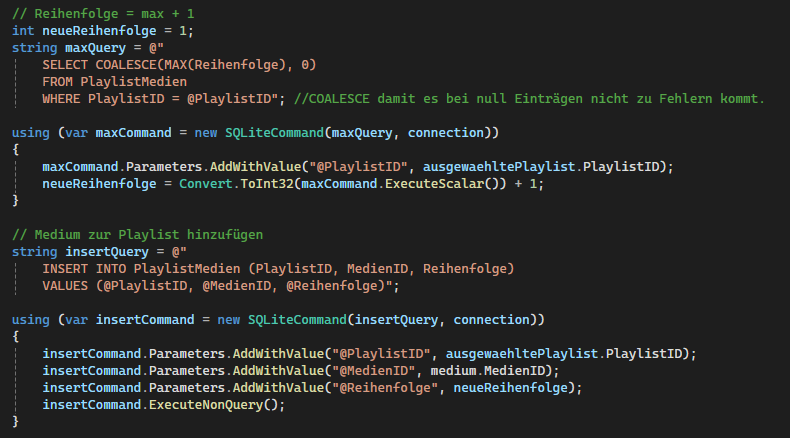 // Reihenfolge = max + 1
int neueReihenfolge = 1;
string maxQuery = @"
    SELECT COALESCE(MAX(Reihenfolge), 0)
    FROM PlaylistMedien
    WHERE PlaylistID = @PlaylistID"; //COALESCE damit es bei null Einträgen nicht zu Fehlern kommt.

using (var maxCommand = new SQLiteCommand(maxQuery, connection))
{
    maxCommand.Parameters.AddWithValue("@PlaylistID", ausgewaehltePlaylist.PlaylistID);
    neueReihenfolge = Convert.ToInt32(maxCommand.ExecuteScalar()) + 1;
}

// Medium zur Playlist hinzufügen
string insertQuery = @"
    INSERT INTO PlaylistMedien (PlaylistID, MedienID, Reihenfolge)
    VALUES (@PlaylistID, @MedienID, @Reihenfolge)";

using (var insertCommand = new SQLiteCommand(insertQuery, connection))
{
    insertCommand.Parameters.AddWithValue("@PlaylistID", ausgewaehltePlaylist.PlaylistID);
    insertCommand.Parameters.AddWithValue("@MedienID", medium.MedienID);
    insertCommand.Parameters.AddWithValue("@Reihenfolge", neueReihenfolge);
    insertCommand.ExecuteNonQuery();
}